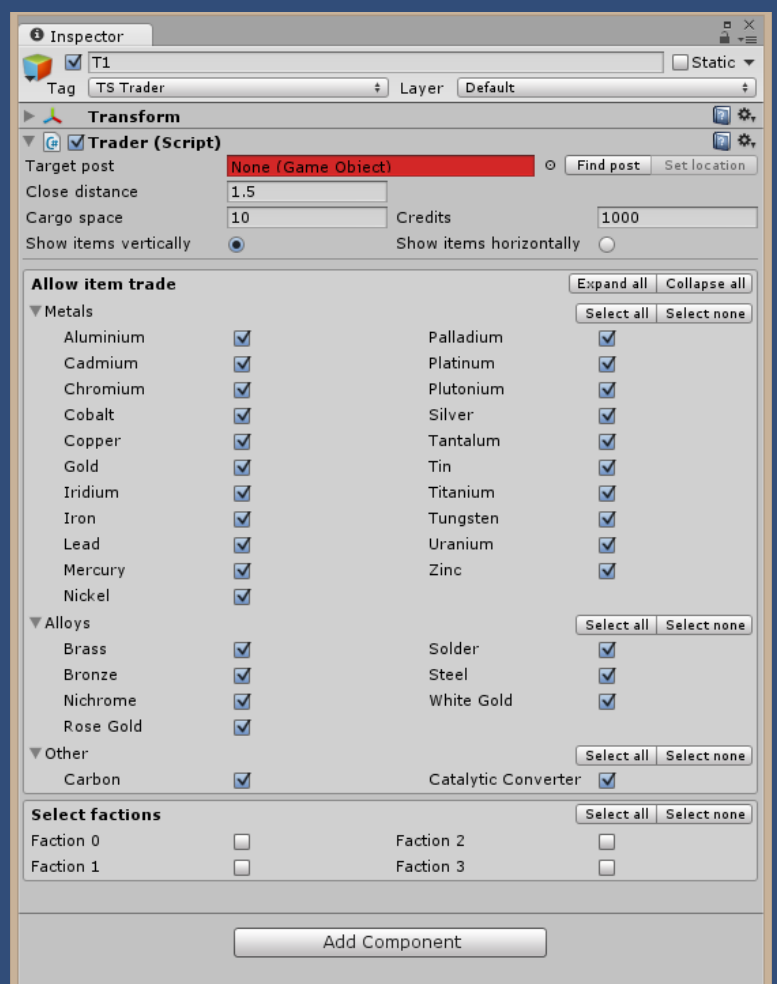 Inspector
T1 Static
Tag TS Trader Layer Default
Transform
Trader (Script)
Target post None (Game Object) Find post Set location
Close distance 1.5
Cargo space 10 Credits 1000
Show items vertically Show items horizontally
Allow item trade Expand all Collapse all
Metals Select all Select none
Aluminium Palladium
Cadmium Platinum
Chromium Plutonium
Cobalt Silver
Copper Tantalum
Gold Tin
Iridium Titanium
Iron Tungsten
Lead Uranium
Mercury Zinc
Nickel
Alloys Select all Select none
Brass Solder
Bronze Steel
Nichrome White Gold
Rose Gold
Other Select all Select none
Carbon Catalytic Converter
Select factions Select all Select none
Faction 0 Faction 2
Faction 1 Faction 3
Add Component